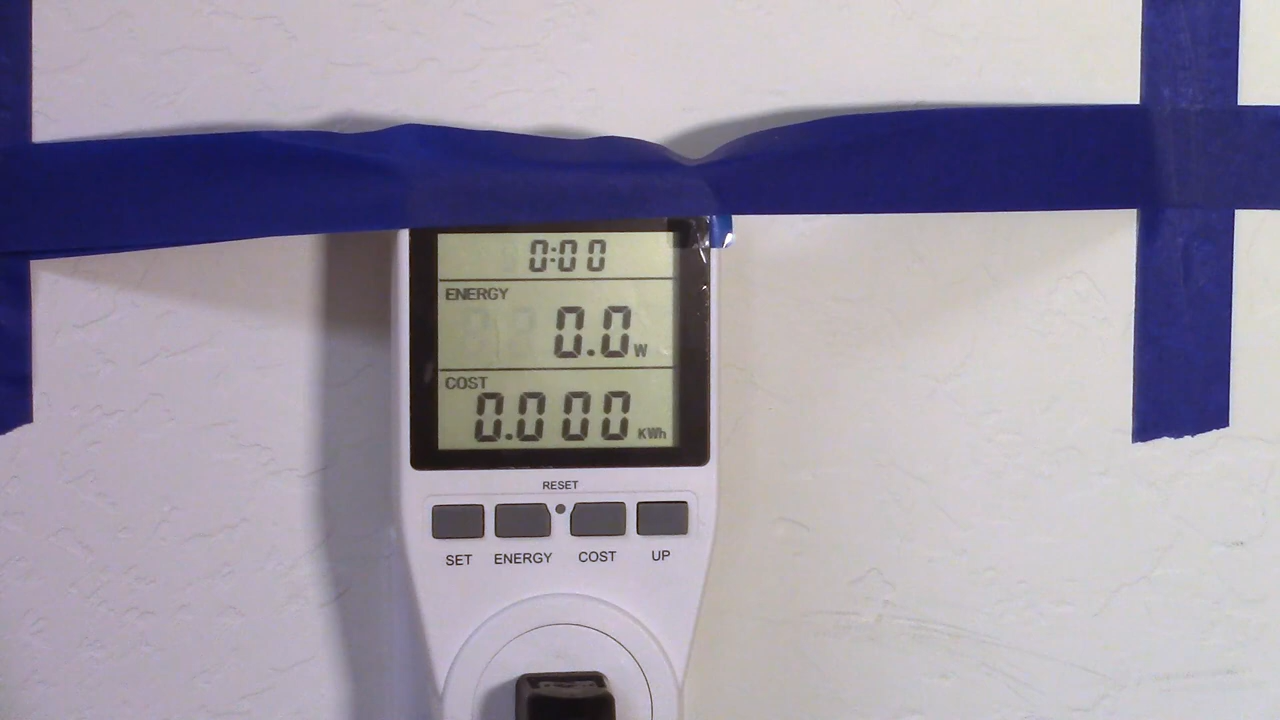 0:00
ENERGY
0.0 W
COST
0.000 KWh
RESET
SET ENERGY COST UP